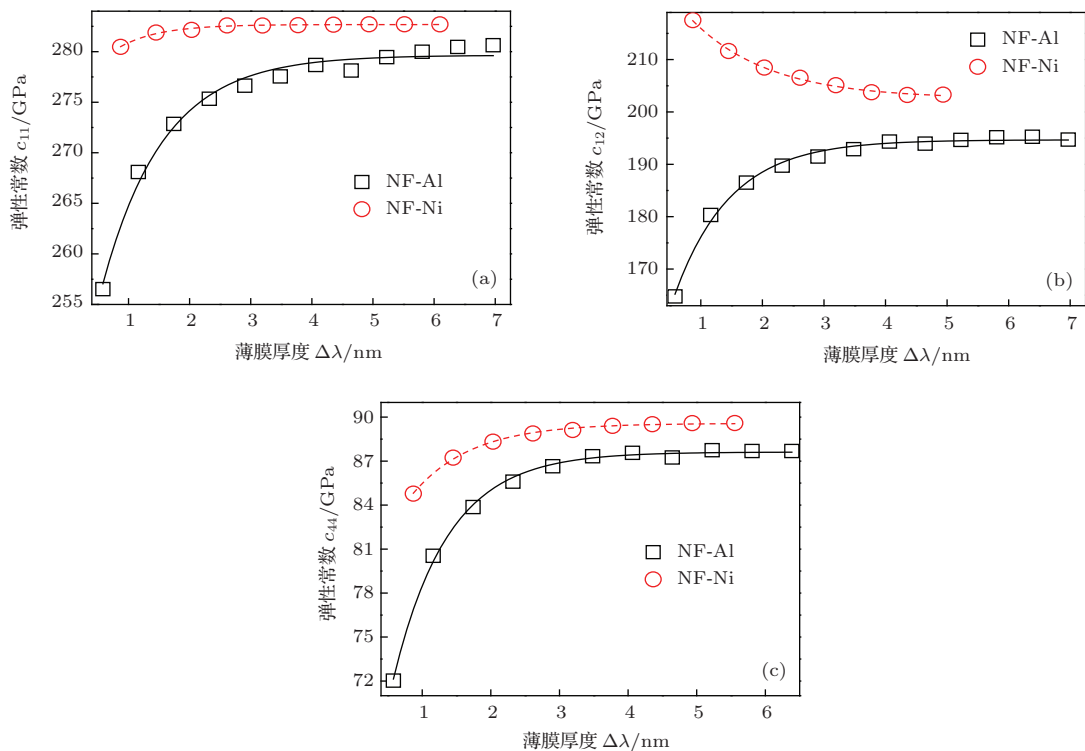 280
275
270
265
260
255
弹性常数 c₁₁/GPa
NF-Al
NF-Ni
(a)
1 2 3 4 5 6 7
薄膜厚度 Δλ/nm
210
200
190
180
170
弹性常数 c₁₂/GPa
NF-Al
NF-Ni
(b)
1 2 3 4 5 6 7
薄膜厚度 Δλ/nm
90
87
84
81
78
75
72
弹性常数 c₄₄/GPa
NF-Al
NF-Ni
(c)
1 2 3 4 5 6
薄膜厚度 Δλ/nm